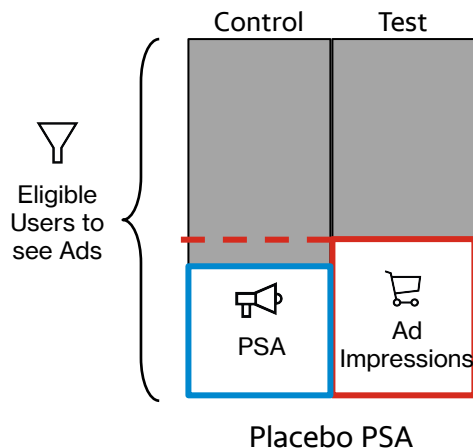 Control Test
Eligible
Users to
see Ads
PSA
Ad
Impressions
Placebo PSA